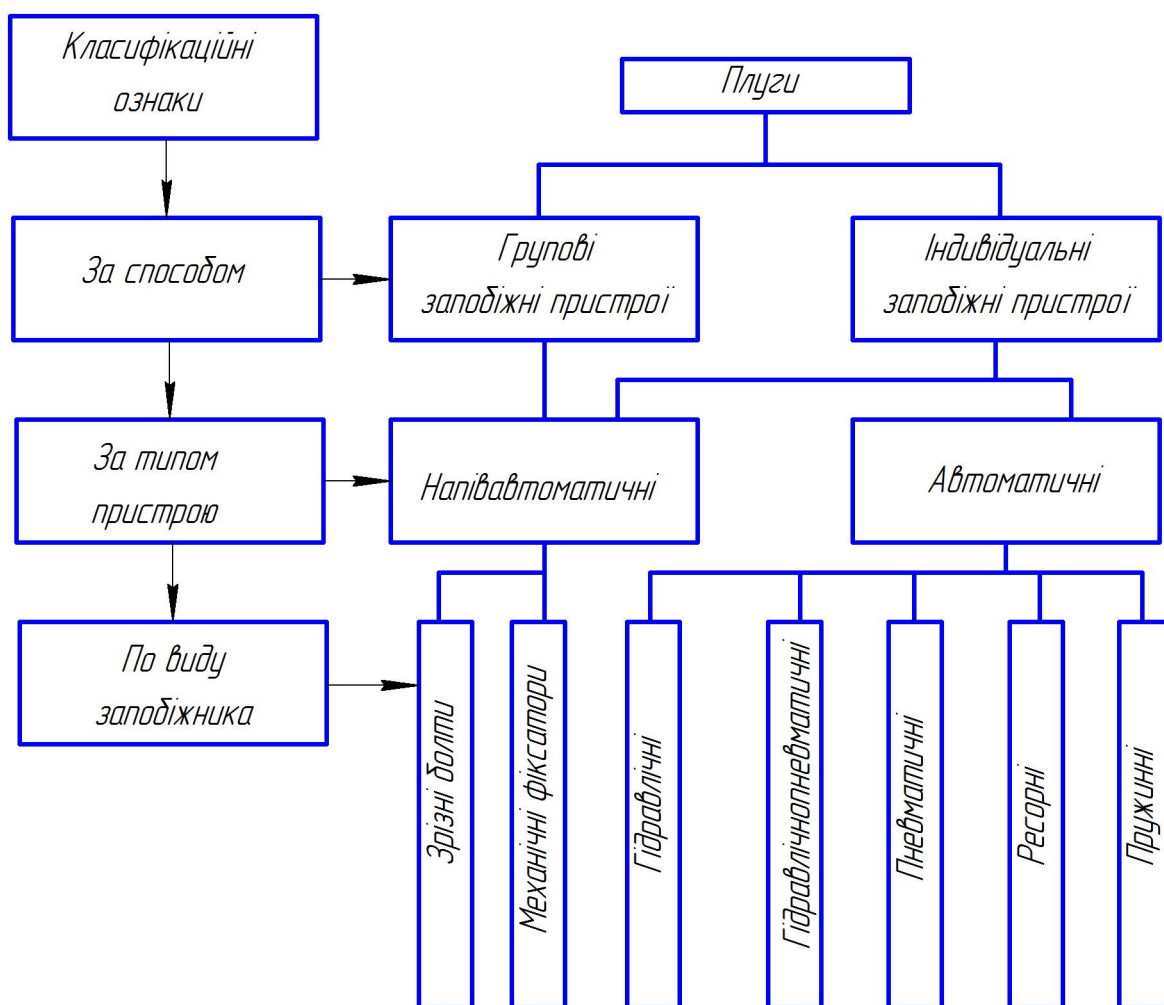 Класифікаційні
ознаки
Плуги
За способом
Групові
запобіжні пристрої
Індивідуальні
запобіжні пристрої
За типом
пристрою
Напівавтоматичні
Автоматичні
По виду
запобіжника
Зрізні болти
Механічні фіксатори
Гідравлічні
Гідравлічнопневматичні
Пневматичні
Ресорні
Пружинні